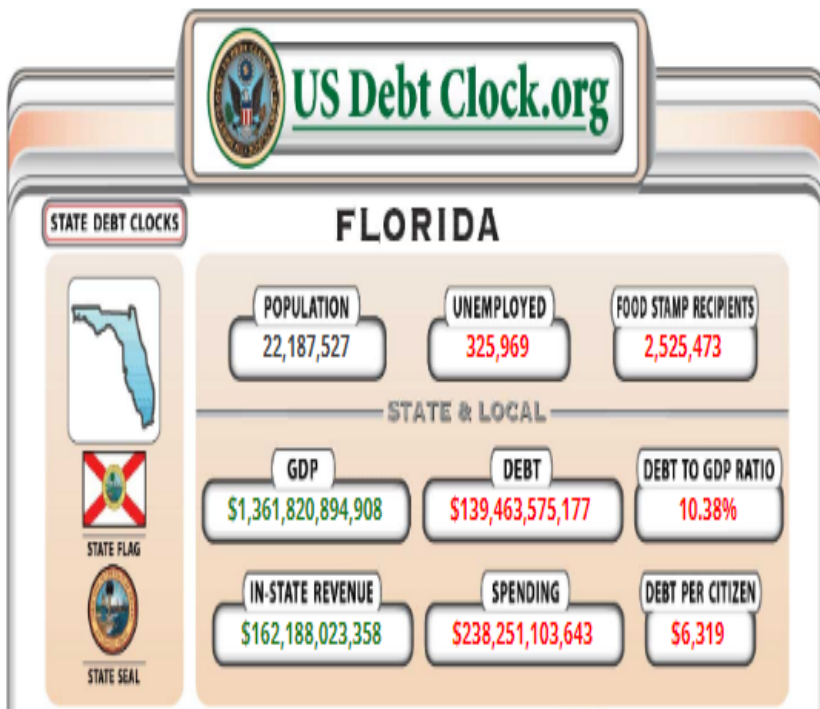 US Debt Clock.org
STATE DEBT CLOCKS
FLORIDA
POPULATION
22,187,527
UNEMPLOYED
325,969
FOOD STAMP RECIPIENTS
2,525,473
STATE & LOCAL
GDP
$1,361,820,894,908
DEBT
$139,463,575,177
DEBT TO GDP RATIO
10.38%
STATE FLAG
IN-STATE REVENUE
$162,188,023,358
SPENDING
$238,251,103,643
DEBT PER CITIZEN
$6,319
STATE SEAL